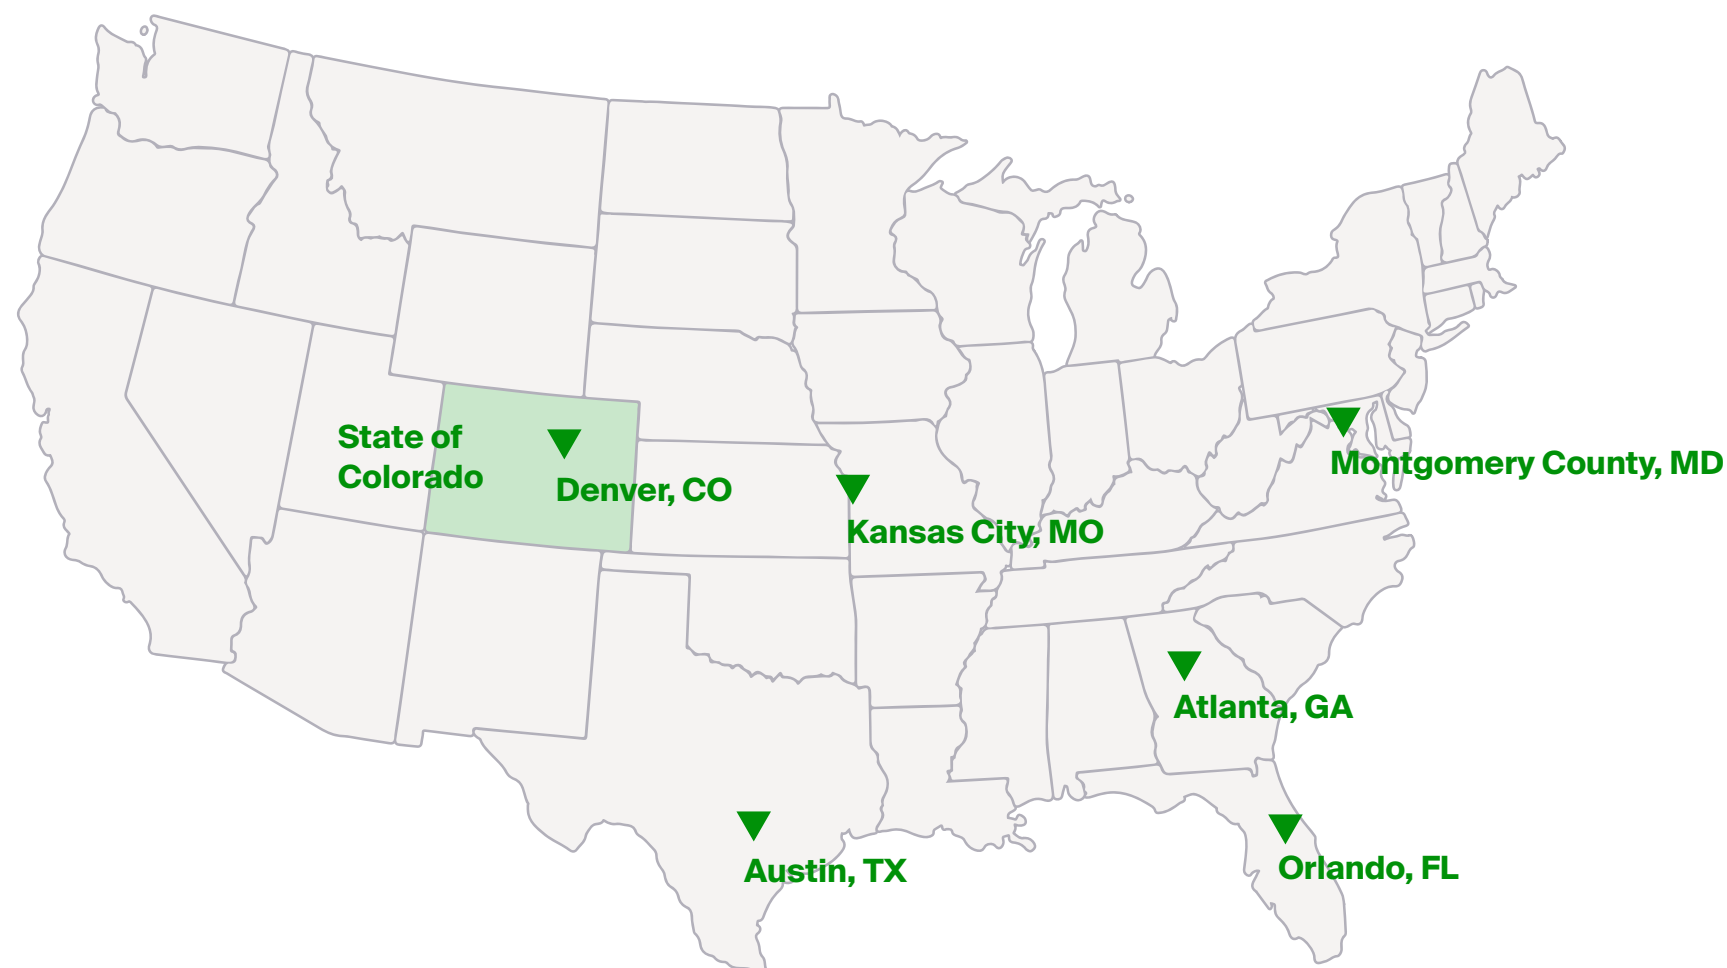 State of
Colorado
Denver, CO
Montgomery County, MD
Kansas City, MO
Atlanta, GA
Austin, TX
Orlando, FL